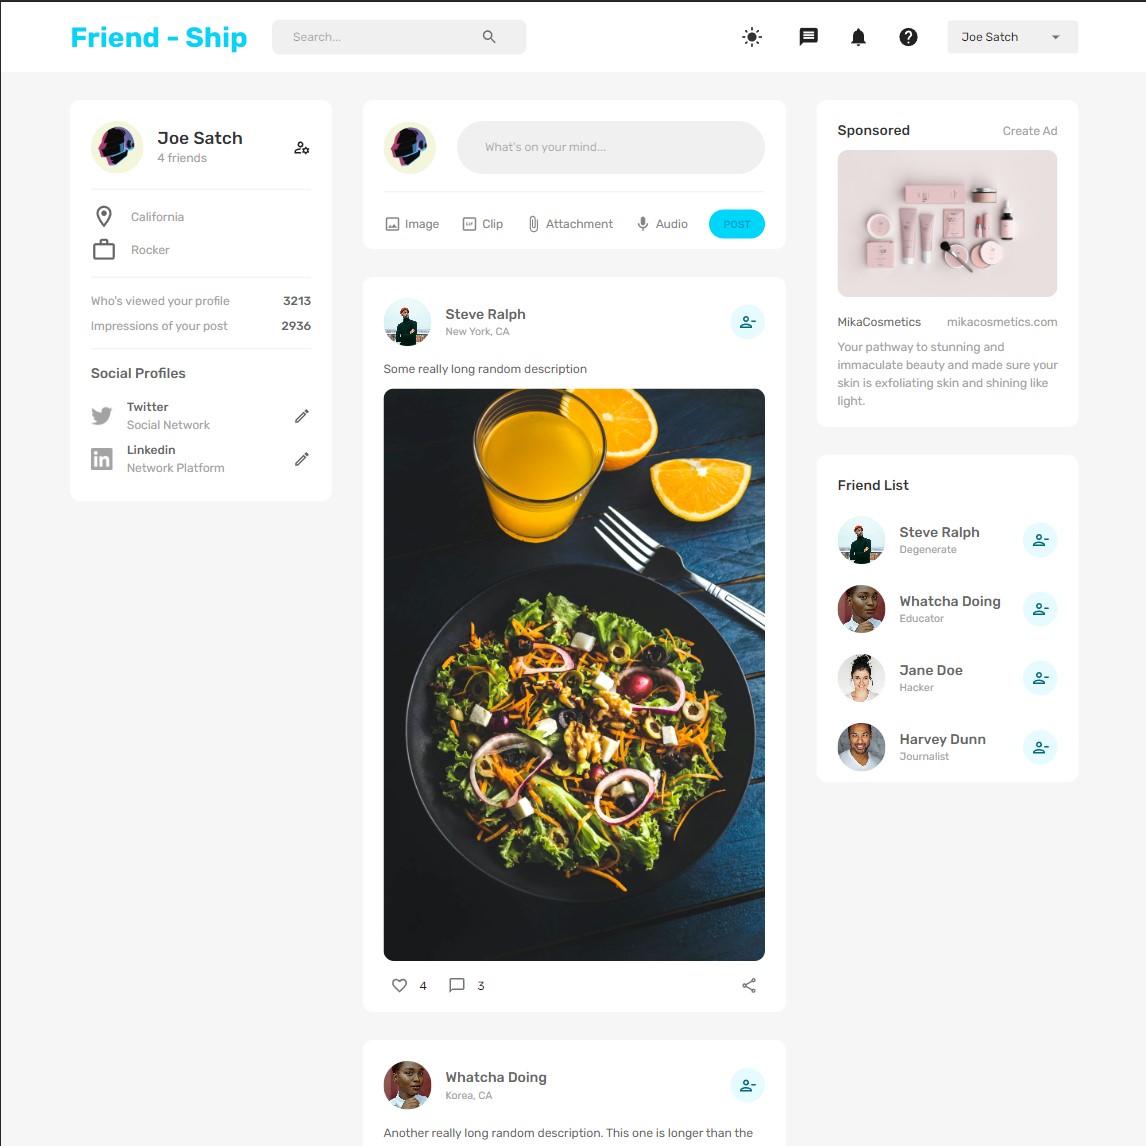 Friend - Ship
Search...
Joe Satch
Joe Satch
4 friends
California
Rocker
Who's viewed your profile 3213
Impressions of your post 2936
Social Profiles
Twitter
Social Network
Linkedin
Network Platform
What's on your mind...
Image
GIF
Clip
Attachment
Audio
POST
Steve Ralph
New York, CA
Some really long random description
4
3
Whatcha Doing
Korea, CA
Another really long random description. This one is longer than the
Sponsored
Create Ad
MikaCosmetics
mikacosmetics.com
Your pathway to stunning and
immaculate beauty and made sure your
skin is exfoliating skin and shining like
light.
Friend List
Steve Ralph
Degenerate
Whatcha Doing
Educator
Jane Doe
Hacker
Harvey Dunn
Journalist